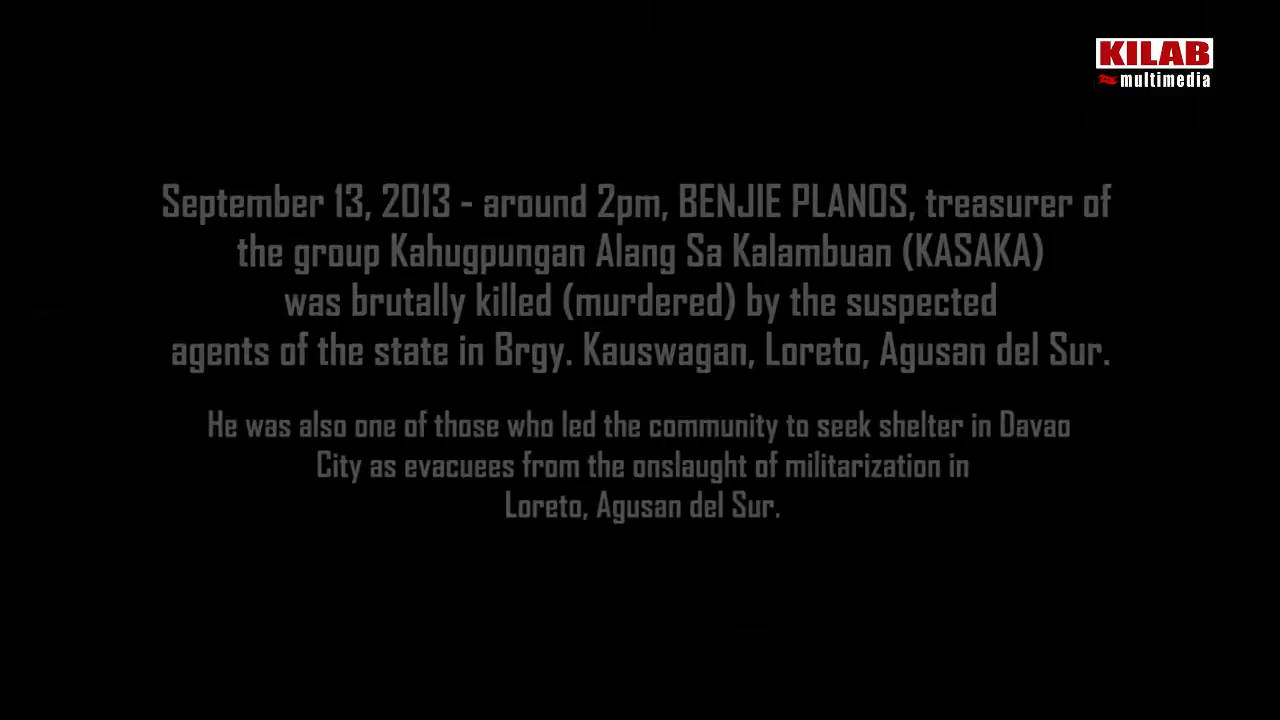 KILAB
multimedia
September 13, 2013 - around 2pm, BENJIE PLANOS, treasurer of
the group Kahugpungan Alang Sa Kalambuan (KASAKA)
was brutally killed (murdered) by the suspected
agents of the state in Brgy. Kauswagan, Loreto, Agusan del Sur.
He was also one of those who led the community to seek shelter in Davao
City as evacuees from the onslaught of militarization in
Loreto, Agusan del Sur.